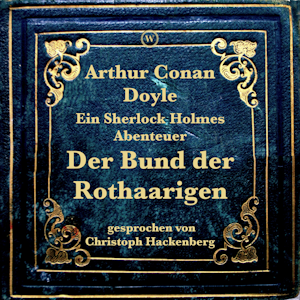 W
Arthur Conan
Doyle
Ein Sherlock Holmes
Abenteuer
Der Bund der
Rothaarigen
gesprochen von
Christoph Hackenberg